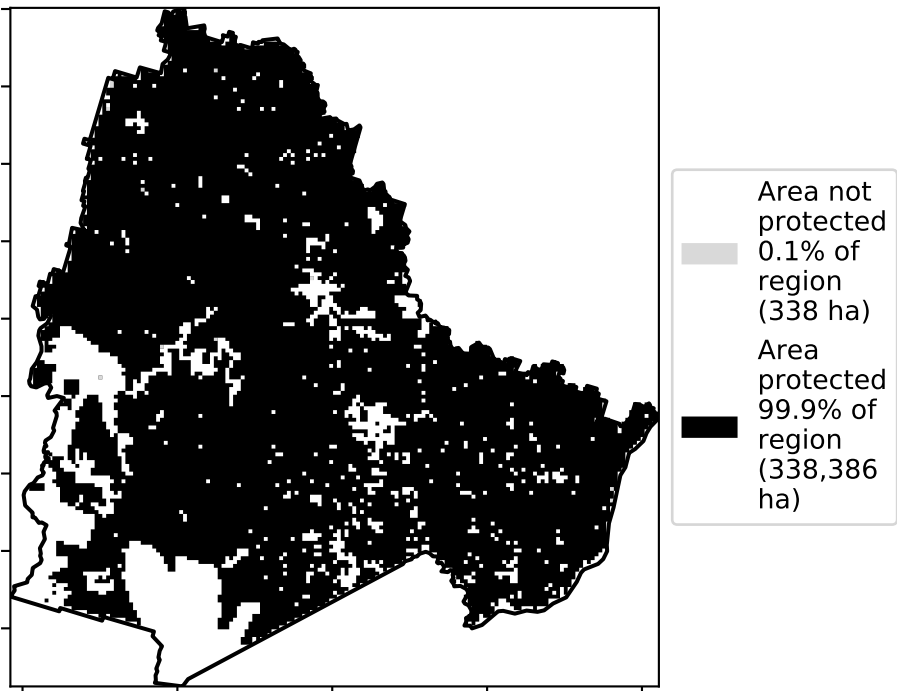 Area not
protected
0.1% of
region
(338 ha)
Area
protected
99.9% of
region
(338,386
ha)